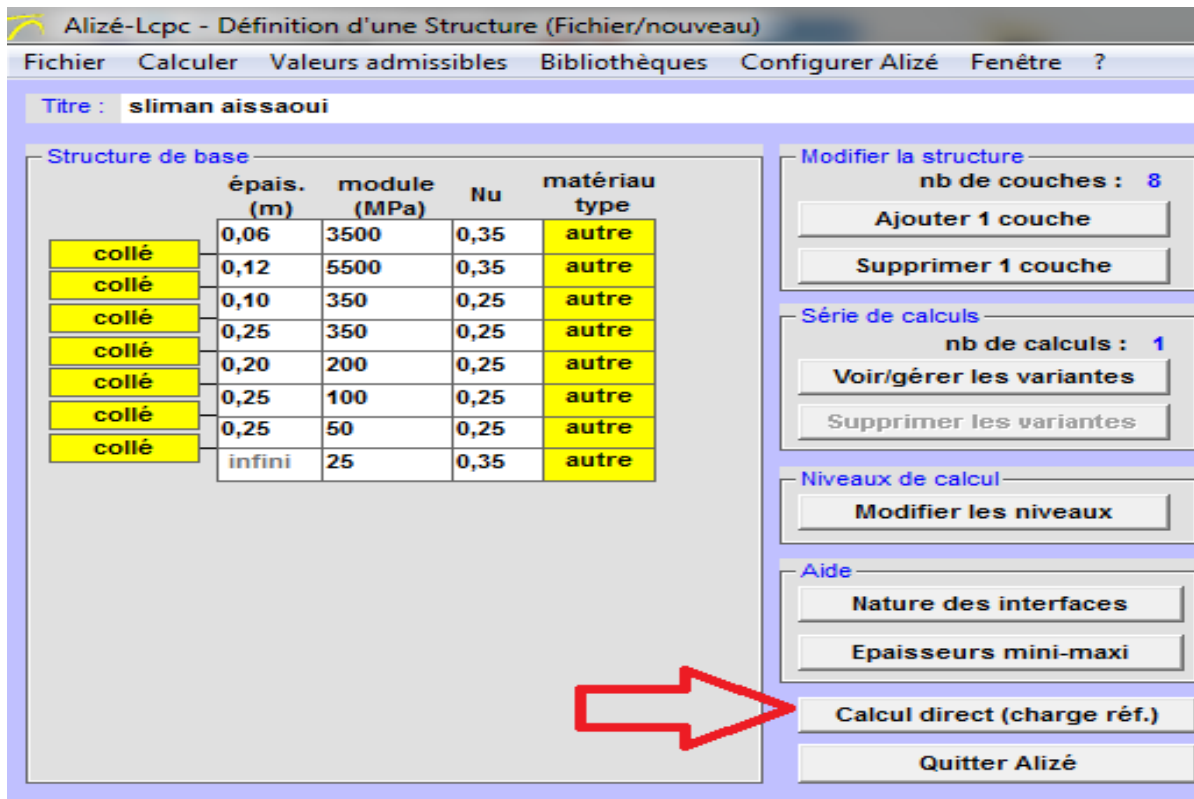 Alizé-Lcpc - Définition d'une Structure (Fichier/nouveau)
Fichier Calculer Valeurs admissibles Bibliothèques Configurer Alizé Fenêtre ?
Titre : sliman aissaoui
Structure de base
épais. (m) module (MPa) Nu matériau type
0,06 3500 0,35 autre
collé
0,12 5500 0,35 autre
collé
0,10 350 0,25 autre
collé
0,25 350 0,25 autre
collé
0,20 200 0,25 autre
collé
0,25 100 0,25 autre
collé
0,25 50 0,25 autre
collé
infini 25 0,35 autre
Modifier la structure
nb de couches : 8
Ajouter 1 couche
Supprimer 1 couche
Série de calculs
nb de calculs : 1
Voir/gérer les variantes
Supprimer les variantes
Niveaux de calcul
Modifier les niveaux
Aide
Nature des interfaces
Epaisseurs mini-maxi
Calcul direct (charge réf.)
Quitter Alizé